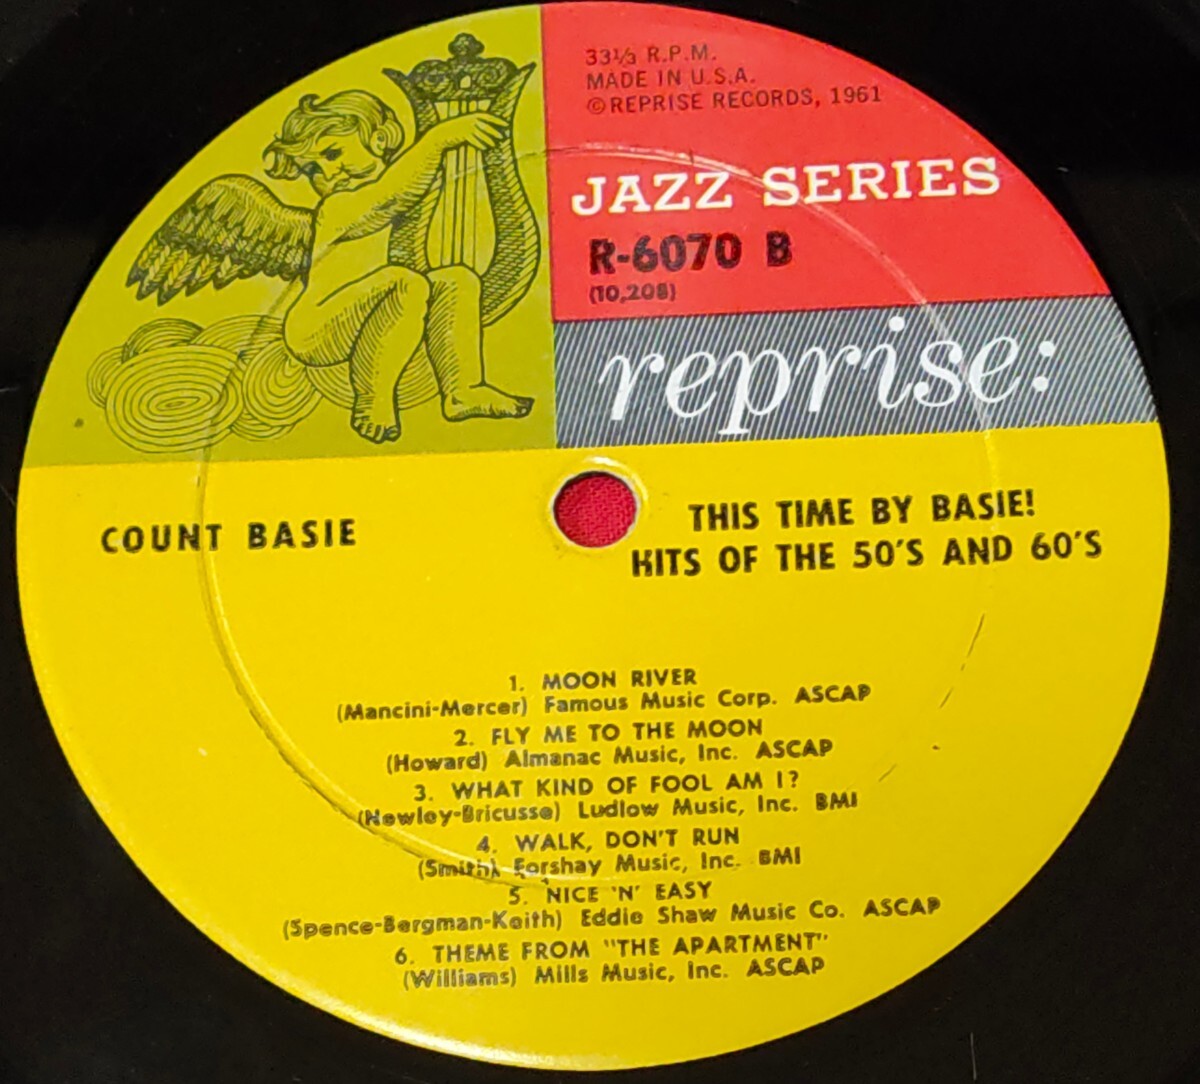 33⅓ R.P.M.
MADE IN U.S.A.
©REPRISE RECORDS, 1961
JAZZ SERIES
R-6070 B
(10,208)
reprise:
COUNT BASIE
THIS TIME BY BASIE!
HITS OF THE 50'S AND 60'S
1. MOON RIVER
(Mancini-Mercer) Famous Music Corp. ASCAP
2. FLY ME TO THE MOON
(Howard) Almanac Music, Inc. ASCAP
3. WHAT KIND OF FOOL AM I?
(Newley-Bricusse) Ludlow Music, Inc. BMI
4. WALK, DON'T RUN
(Smith) Forshay Music, Inc. BMI
5. NICE 'N' EASY
(Spence-Bergman-Keith) Eddie Shaw Music Co. ASCAP
6. THEME FROM "THE APARTMENT"
(Williams) Mills Music, Inc. ASCAP